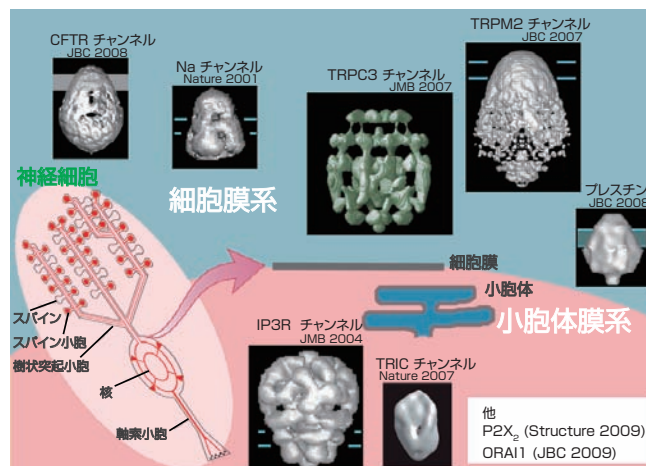 CFTR チャンネル
JBC 2008
Na チャンネル
Nature 2001
TRPC3 チャンネル
JMB 2007
TRPM2 チャンネル
JBC 2007
プレスチン
JBC 2008
神経細胞
細胞膜系
細胞膜
小胞体
小胞体膜系
スパイン
スパイン小胞
樹状突起小胞
核
軸索小胞
IP3R チャンネル
JMB 2004
TRIC チャンネル
Nature 2007
他
P2X₂ (Structure 2009)
ORAI1 (JBC 2009)